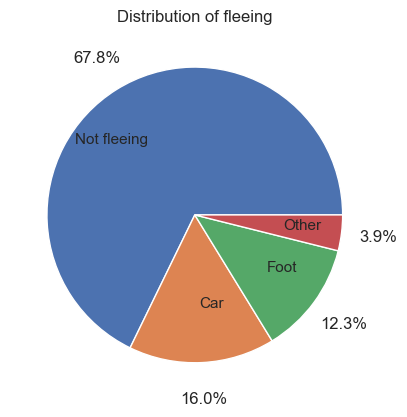 Distribution of fleeing
67.8%
Not fleeing
Other
3.9%
Foot
Car
12.3%
16.0%